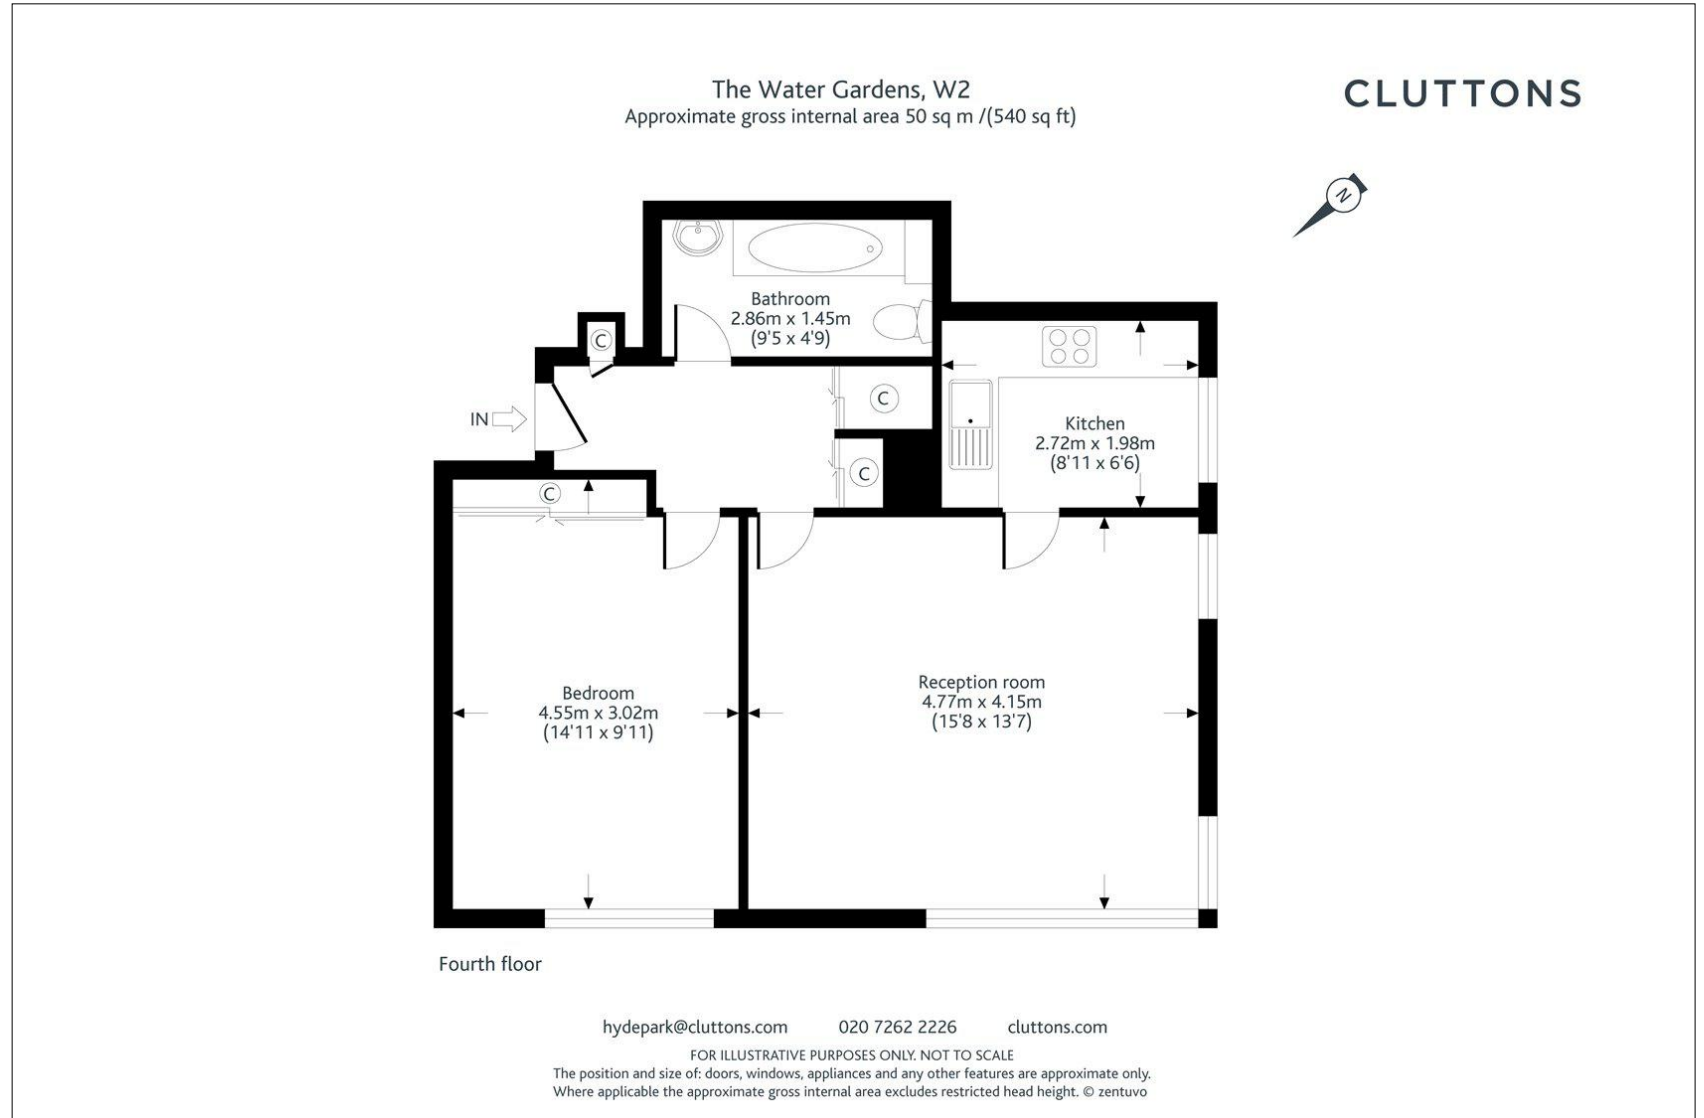 The Water Gardens, W2
Approximate gross internal area 50 sq m /(540 sq ft)
CLUTTONS
N
Bathroom
2.86m x 1.45m
(9'5 x 4'9)
C
IN
C
C
C
Kitchen
2.72m x 1.98m
(8'11 x 6'6)
Bedroom
4.55m x 3.02m
(14'11 x 9'11)
Reception room
4.77m x 4.15m
(15'8 x 13'7)
Fourth floor
hydepark@cluttons.com 020 7262 2226 cluttons.com
FOR ILLUSTRATIVE PURPOSES ONLY. NOT TO SCALE
The position and size of: doors, windows, appliances and any other features are approximate only.
Where applicable the approximate gross internal area excludes restricted head height. © zentuvo